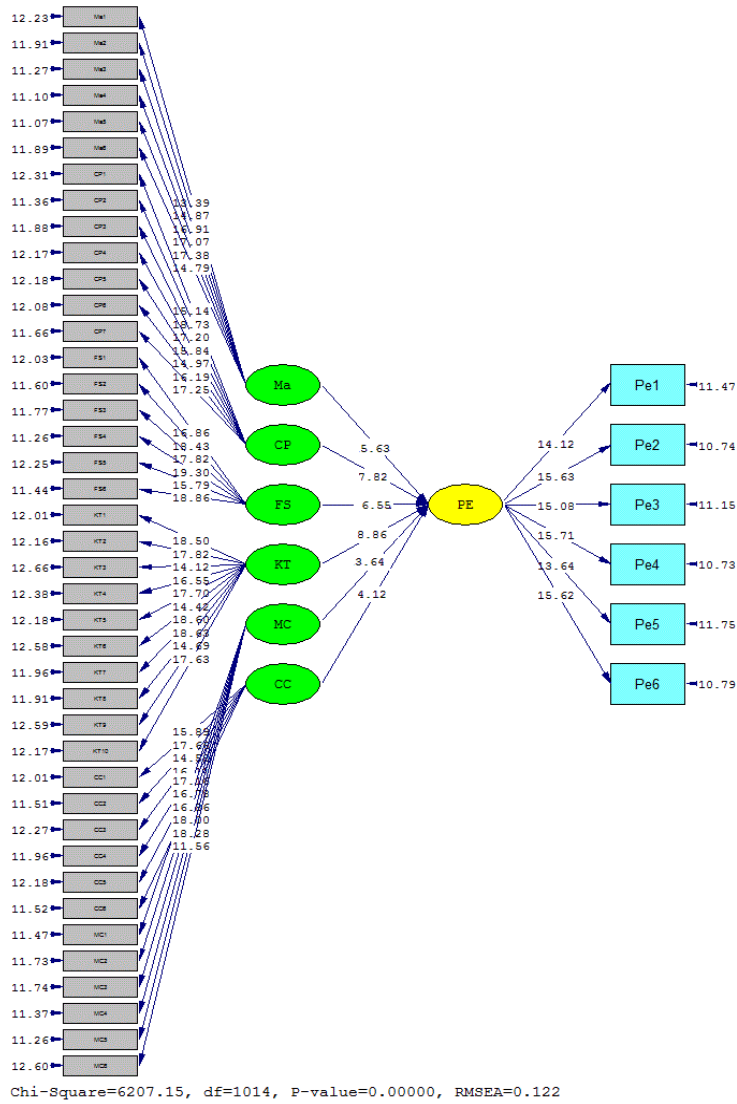 12.23 Ma1
11.91 Ma2
11.27 Ma3
11.10 Ma4
11.07 Ma5
11.89 Ma6
12.31 CP1
11.36 CP2
11.88 CP3
12.17 CP4
12.18 CP5
12.08 CP6
11.66 CP7
12.03 FS1
11.60 FS2
11.77 FS3
11.26 FS4
12.25 FS5
11.44 FS6
12.01 KT1
12.16 KT2
12.66 KT3
12.38 KT4
12.18 KT5
12.58 KT6
11.96 KT7
11.91 KT8
12.59 KT9
12.17 KT10
12.01 CC1
11.51 CC2
12.27 CC3
11.96 CC4
12.18 CC5
11.52 CC6
11.47 MC1
11.73 MC2
11.74 MC3
11.37 MC4
11.26 MC5
12.60 MC6
13.39
14.87
16.91
17.07
17.38
14.79
15.14
17.20
15.84
14.97
16.19
17.25
16.86
18.43
17.82
19.30
15.79
18.86
18.50
17.82
14.12
16.55
17.70
14.42
18.60
18.63
14.69
17.63
15.89
16.78
16.86
18.00
18.28
11.56
Ma
CP
FS
KT
MC
CC
5.63
7.82
6.55
8.86
3.64
4.12
PE
14.12
15.63
15.08
15.71
13.64
15.62
Pe1 11.47
Pe2 10.74
Pe3 11.15
Pe4 10.73
Pe5 11.75
Pe6 10.79
Chi-Square=6207.15, df=1014, P-value=0.00000, RMSEA=0.122